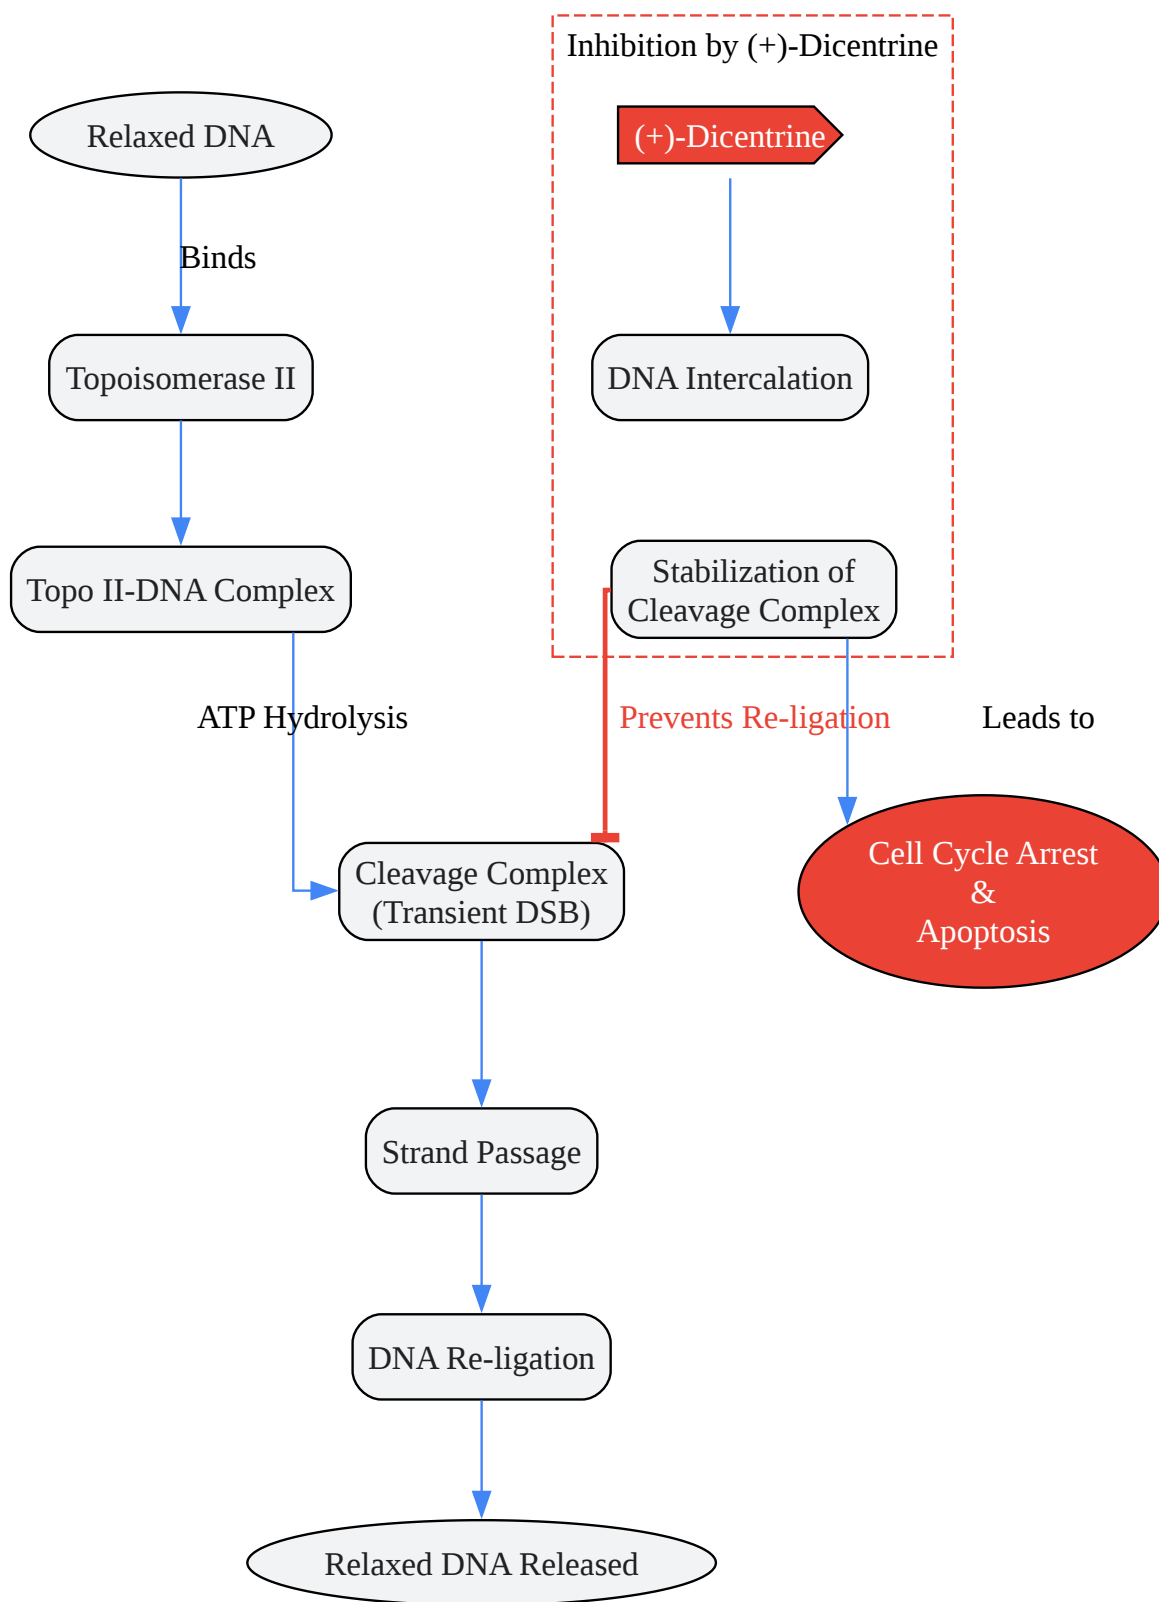 Inhibition by (+)-Dicentrine
Relaxed DNA
(+)-Dicentrine
Binds
Topoisomerase II
DNA Intercalation
Topo II-DNA Complex
Stabilization of
Cleavage Complex
ATP Hydrolysis
Prevents Re-ligation
Leads to
Cleavage Complex
(Transient DSB)
Cell Cycle Arrest
&
Apoptosis
Strand Passage
DNA Re-ligation
Relaxed DNA Released